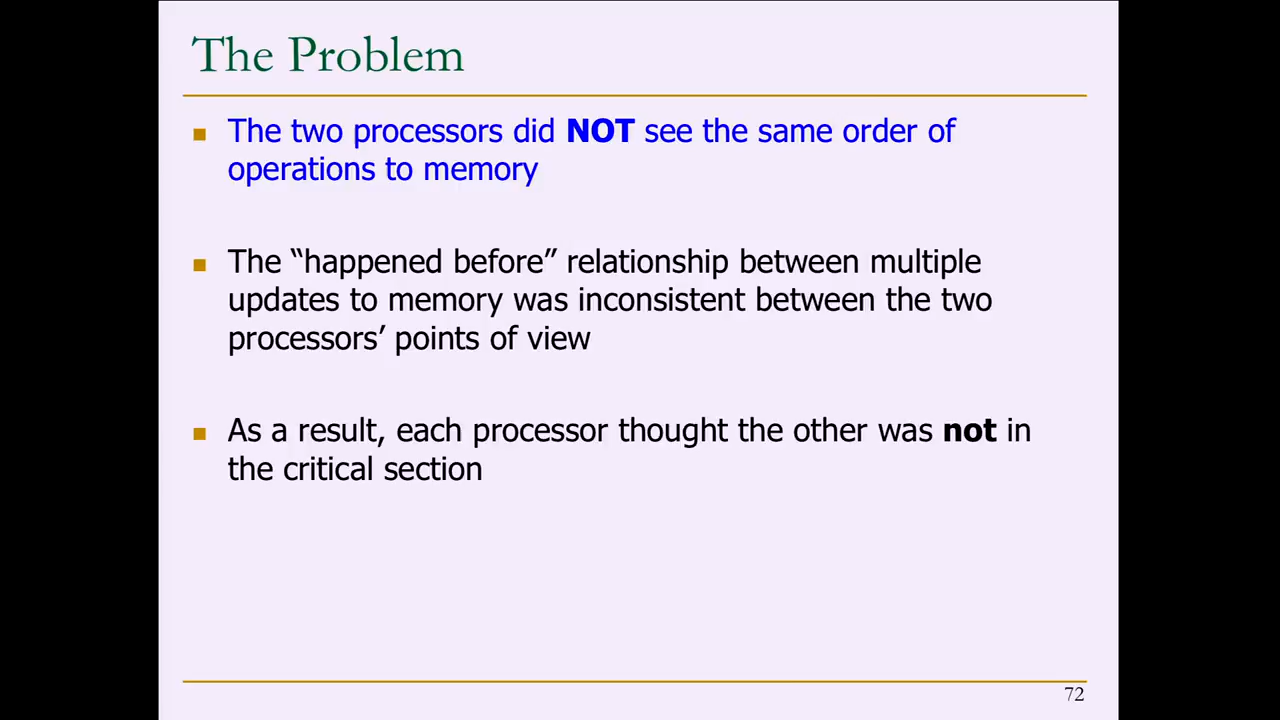 The Problem
The two processors did NOT see the same order of
operations to memory
The “happened before” relationship between multiple
updates to memory was inconsistent between the two
processors’ points of view
As a result, each processor thought the other was not in
the critical section
72